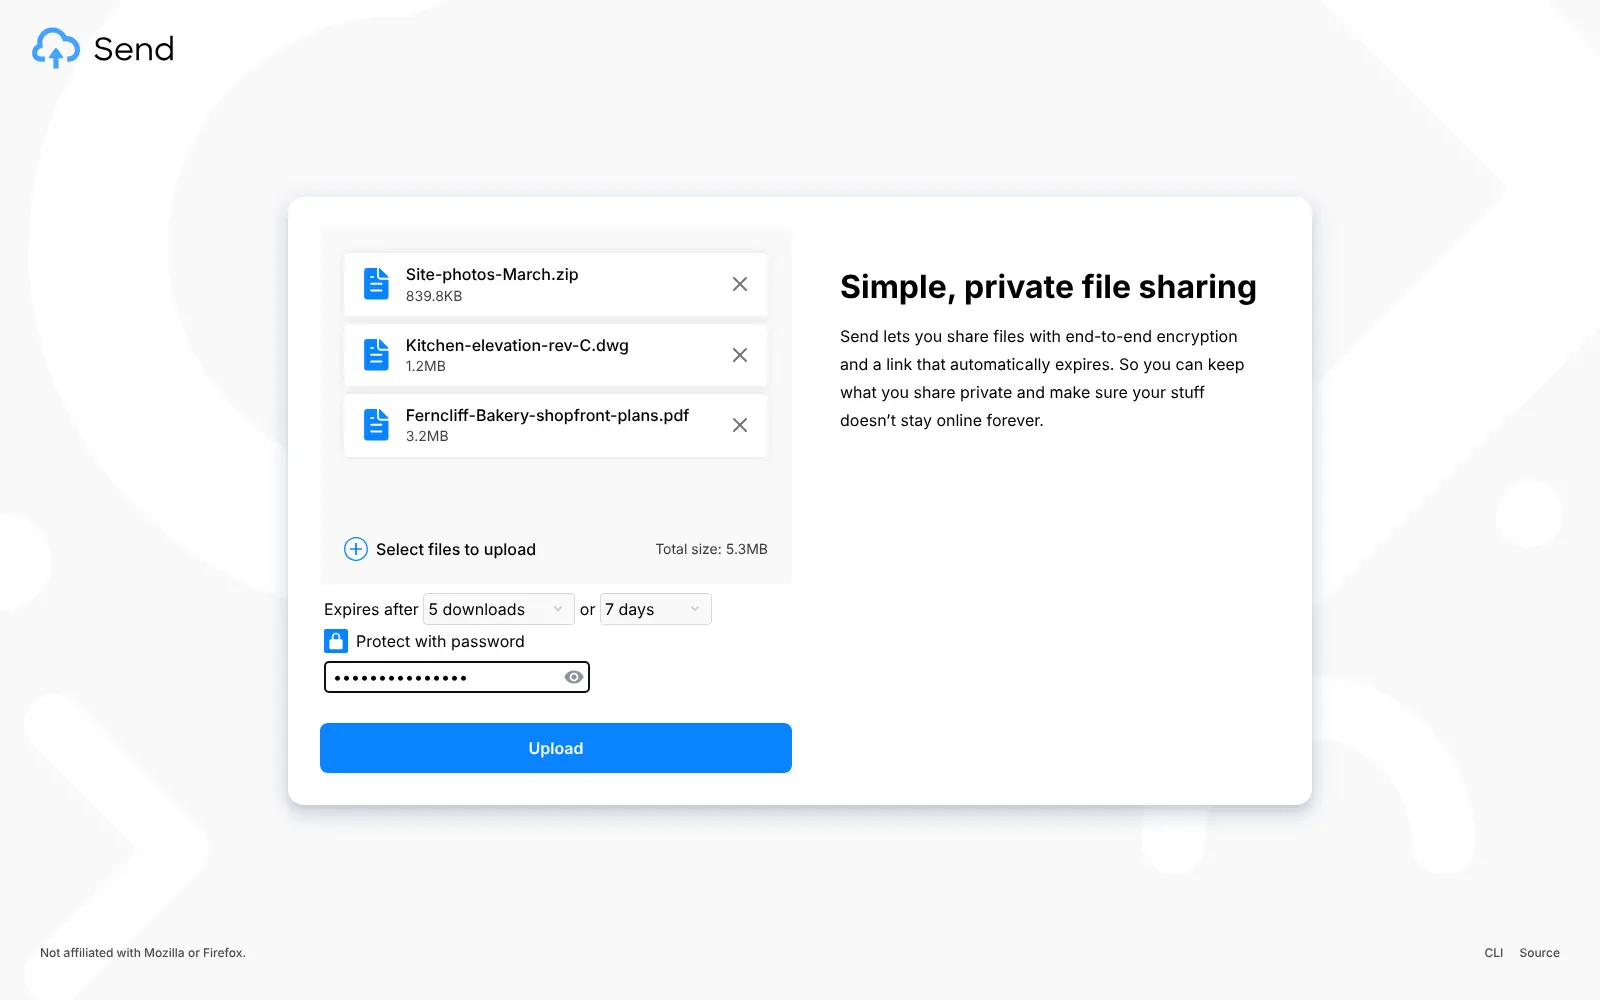 Send
Site-photos-March.zip
839.8KB
Kitchen-elevation-rev-C.dwg
1.2MB
Ferncliff-Bakery-shopfront-plans.pdf
3.2MB
Select files to upload
Total size: 5.3MB
Expires after 5 downloads or 7 days
Protect with password
•••••••••••••••
Upload
Simple, private file sharing
Send lets you share files with end-to-end encryption
and a link that automatically expires. So you can keep
what you share private and make sure your stuff
doesn’t stay online forever.
Not affiliated with Mozilla or Firefox.
CLI
Source